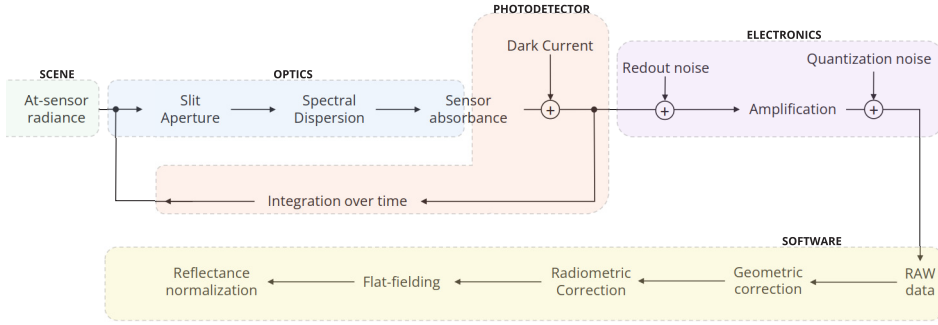 PHOTODETECTOR
ELECTRONICS
SCENE
OPTICS
Dark Current
Redout noise
Quantization noise
At-sensor
radiance
Slit
Aperture
Spectral
Dispersion
Sensor
absorbance
Amplification
Integration over time
SOFTWARE
Reflectance
normalization
Flat-fielding
Radiometric
Correction
Geometric
correction
RAW
data